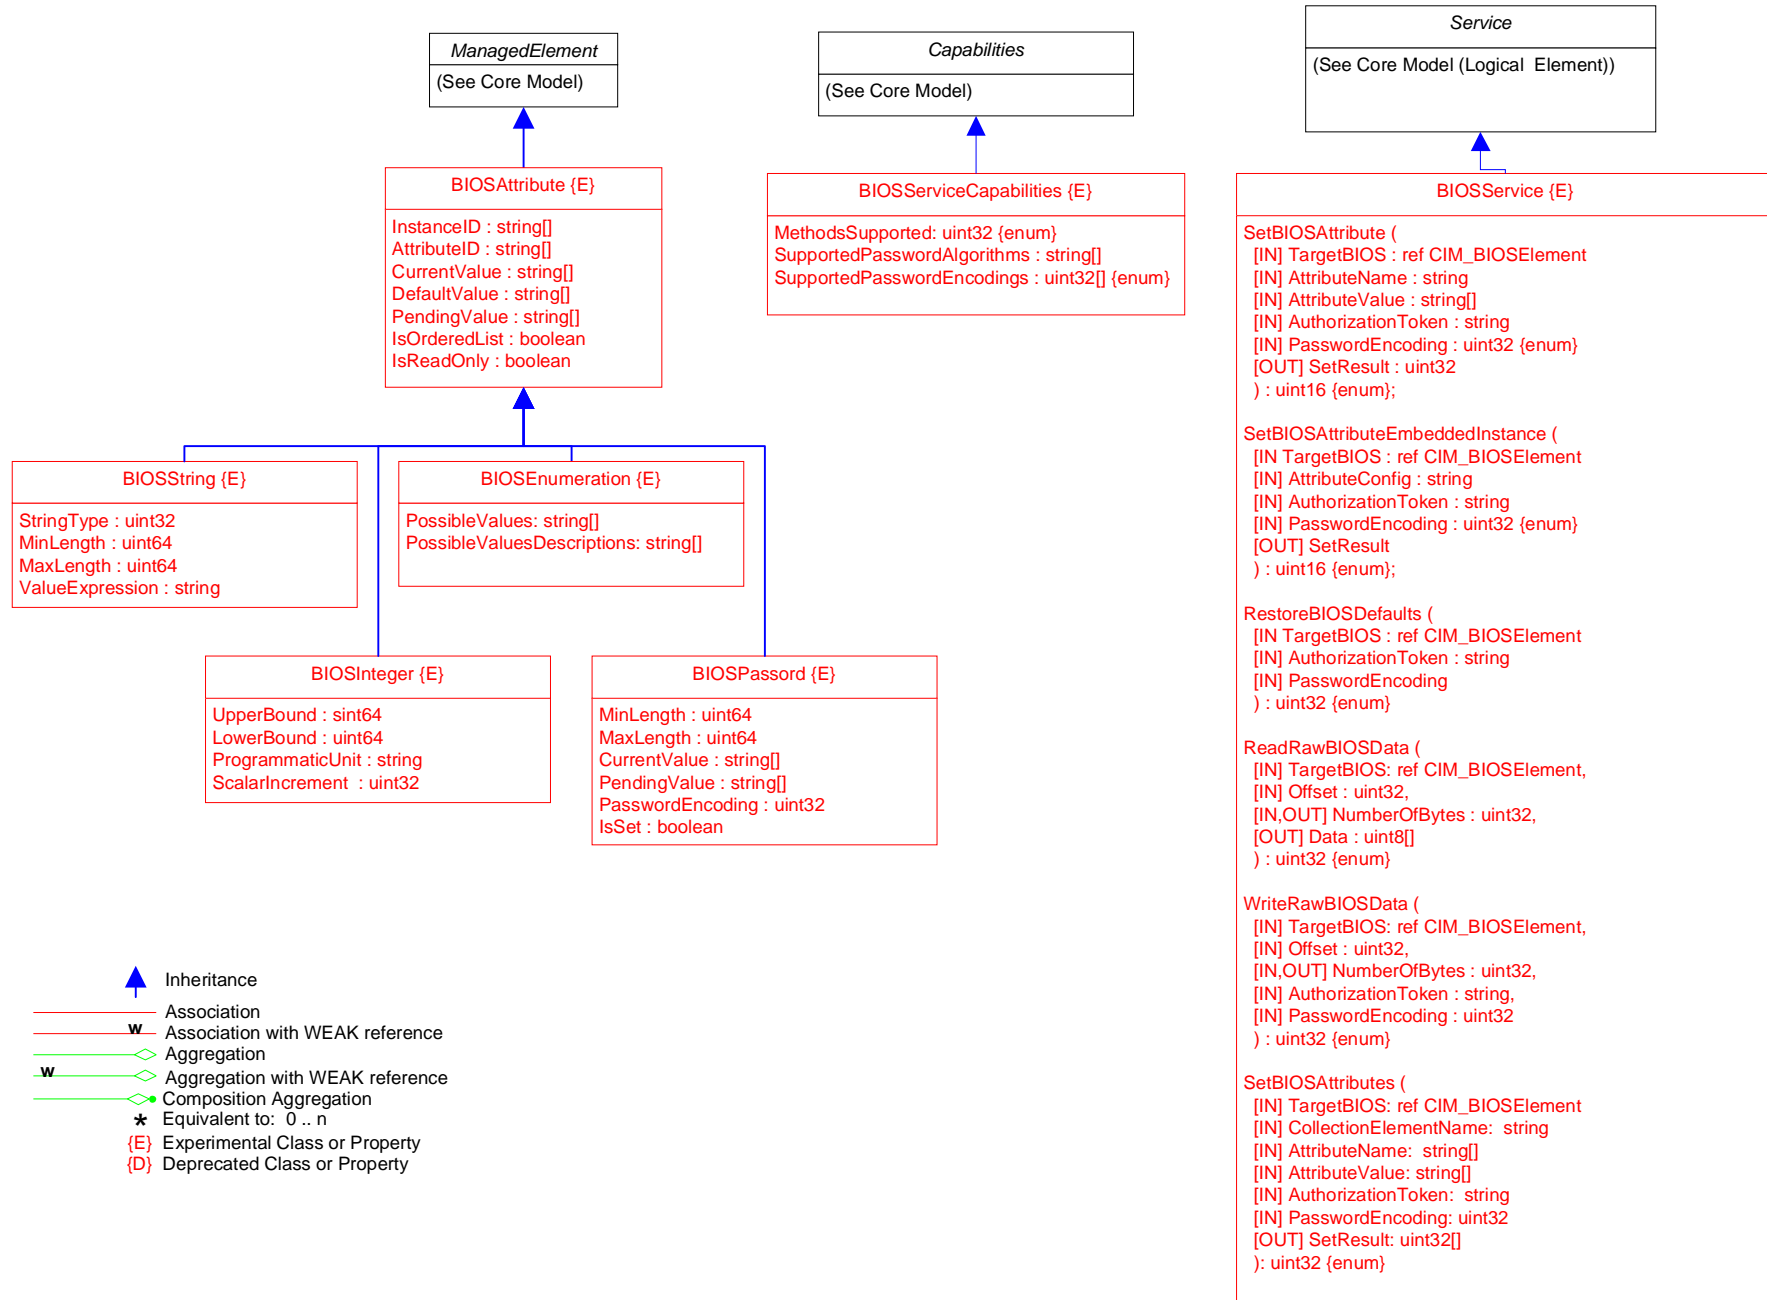 ManagedElement
(See Core Model)
Capabilities
(See Core Model)
Service
(See Core Model (Logical Element))
BIOSAttribute {E}
InstanceID : string[]
AttributeID : string[]
CurrentValue : string[]
DefaultValue : string[]
PendingValue : string[]
IsOrderedList : boolean
IsReadOnly : boolean
BIOSServiceCapabilities {E}
MethodsSupported: uint32 {enum}
SupportedPasswordAlgorithms : string[]
SupportedPasswordEncodings : uint32[] {enum}
BIOSString {E}
StringType : uint32
MinLength : uint64
MaxLength : uint64
ValueExpression : string
BIOSEnumeration {E}
PossibleValues: string[]
PossibleValuesDescriptions: string[]
BIOSInteger {E}
UpperBound : sint64
LowerBound : uint64
ProgrammaticUnit : string
ScalarIncrement : uint32
BIOSPassord {E}
MinLength : uint64
MaxLength : uint64
CurrentValue : string[]
PendingValue : string[]
PasswordEncoding : uint32
IsSet : boolean
BIOSService {E}
SetBIOSAttribute (
[IN] TargetBIOS : ref CIM_BIOSElement
[IN] AttributeName : string
[IN] AttributeValue : string[]
[IN] AuthorizationToken : string
[IN] PasswordEncoding : uint32 {enum}
[OUT] SetResult : uint32
) : uint16 {enum};
SetBIOSAttributeEmbeddedInstance (
[IN TargetBIOS : ref CIM_BIOSElement
[IN] AttributeConfig : string
[IN] AuthorizationToken : string
[IN] PasswordEncoding : uint32 {enum}
[OUT] SetResult
) : uint16 {enum};
RestoreBIOSDefaults (
[IN TargetBIOS : ref CIM_BIOSElement
[IN] AuthorizationToken : string
[IN] PasswordEncoding
) : uint32 {enum}
ReadRawBIOSData (
[IN] TargetBIOS: ref CIM_BIOSElement,
[IN] Offset : uint32,
[IN,OUT] NumberOfBytes : uint32,
[OUT] Data : uint8[]
) : uint32 {enum}
WriteRawBIOSData (
[IN] TargetBIOS: ref CIM_BIOSElement,
[IN] Offset : uint32,
[IN,OUT] NumberOfBytes : uint32,
[IN] AuthorizationToken : string,
[IN] PasswordEncoding : uint32
) : uint32 {enum}
SetBIOSAttributes (
[IN] TargetBIOS: ref CIM_BIOSElement
[IN] CollectionElementName: string
[IN] AttributeName: string[]
[IN] AttributeValue: string[]
[IN] AuthorizationToken: string
[IN] PasswordEncoding: uint32
[OUT] SetResult: uint32[]
): uint32 {enum}
Inheritance
Association
w Association with WEAK reference
Aggregation
w Aggregation with WEAK reference
Composition Aggregation
* Equivalent to: 0 .. n
{E} Experimental Class or Property
{D} Deprecated Class or Property